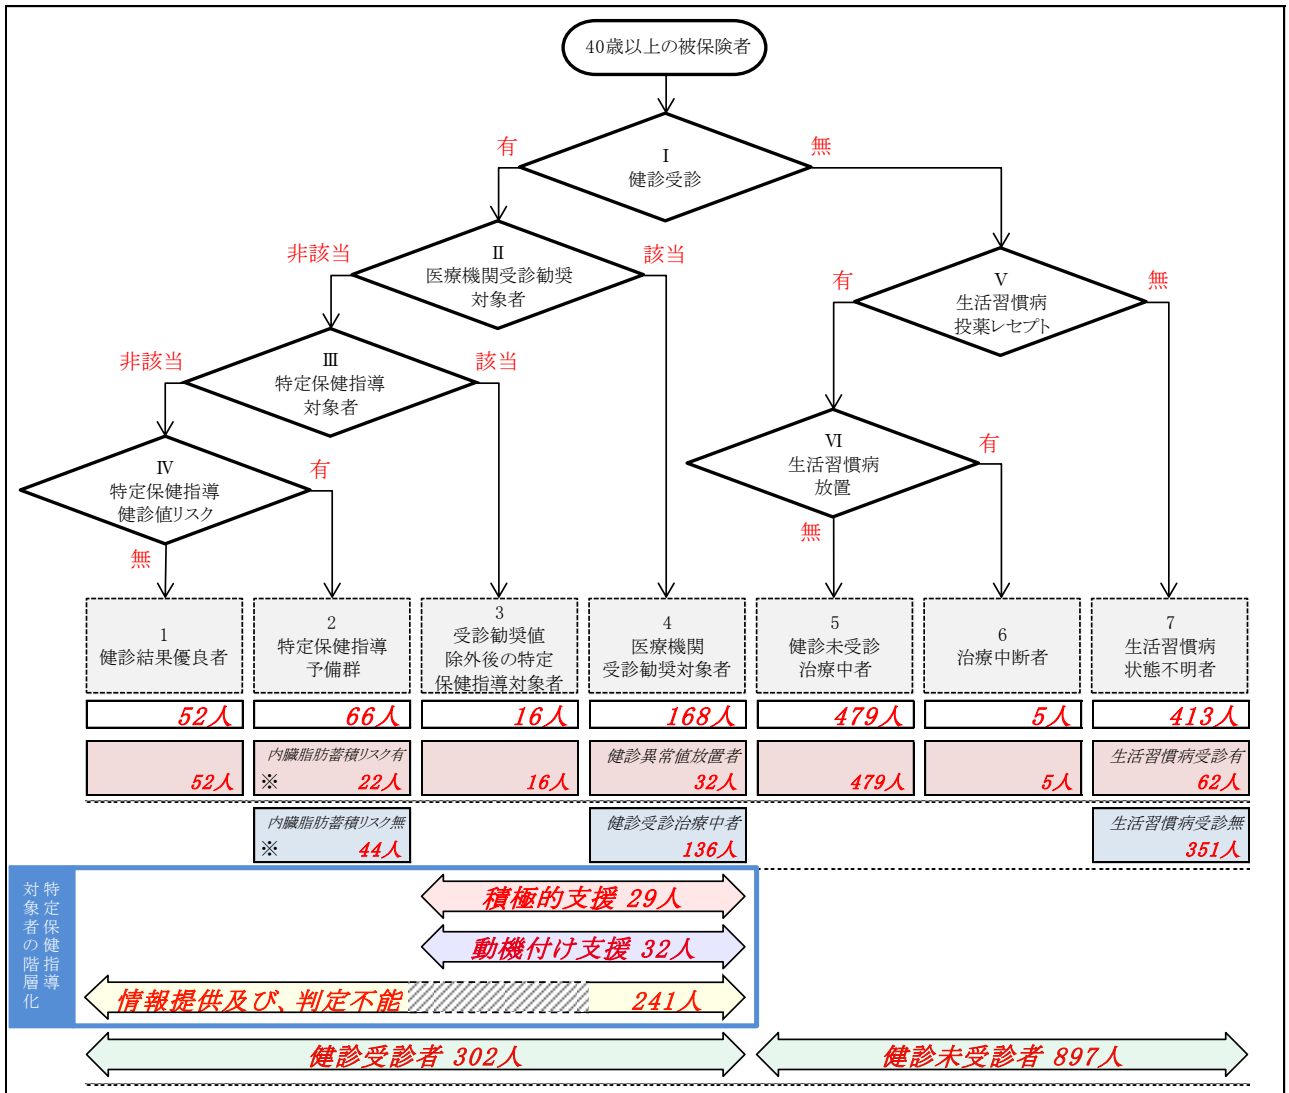 40歳以上の被保険者
Ⅰ
健診受診
有
無
Ⅱ
医療機関受診勧奨
対象者
非該当
該当
Ⅴ
生活習慣病
投薬レセプト
有
無
Ⅲ
特定保健指導
対象者
非該当
該当
Ⅵ
生活習慣病
放置
有
無
Ⅳ
特定保健指導
健診値リスク
有
無
1
健診結果優良者
2
特定保健指導
予備群
3
受診勧奨値
除外後の特定
保健指導対象者
4
医療機関
受診勧奨対象者
5
健診未受診
治療中者
6
治療中断者
7
生活習慣病
状態不明者
52人
66人
16人
168人
479人
5人
413人
52人
内臓脂肪蓄積リスク有
※ 22人
16人
健診異常値放置者
32人
479人
5人
生活習慣病受診有
62人
内臓脂肪蓄積リスク無
※ 44人
健診受診治療中者
136人
生活習慣病受診無
351人
特定保健指導
対象者の階層化
積極的支援 29人
動機付け支援 32人
情報提供及び、判定不能 241人
健診受診者 302人
健診未受診者 897人